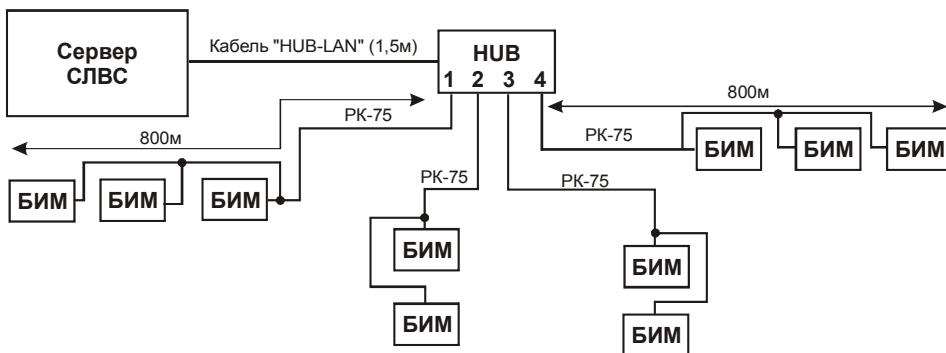 Сервер
СЛВС
Кабель "HUB-LAN" (1,5м)
HUB
1 2 3 4
800м
РК-75
800м
РК-75
БИМ
БИМ
БИМ
БИМ
БИМ
БИМ
РК-75
РК-75
БИМ
БИМ
БИМ
БИМ